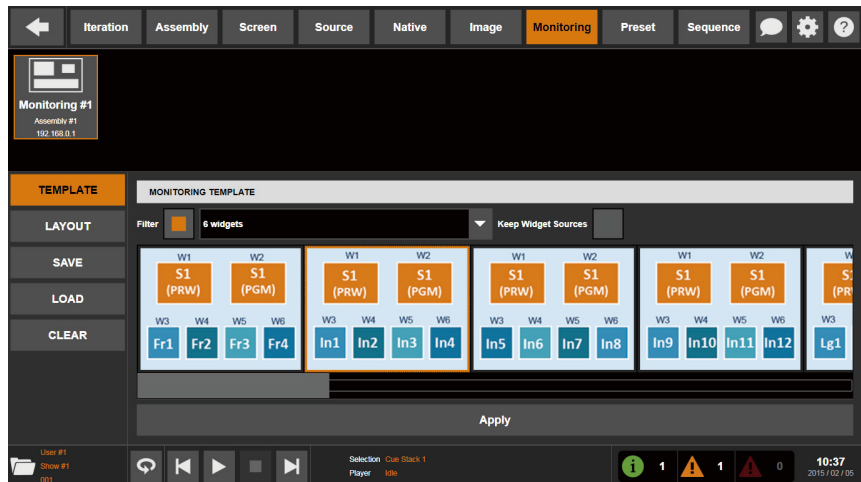 Iteration Assembly Screen Source Native Image Monitoring Preset Sequence ?
Monitoring #1
Assembly #1
192.168.0.1
TEMPLATE
LAYOUT
SAVE
LOAD
CLEAR
MONITORING TEMPLATE
Filter 6 widgets Keep Widget Sources
W1 W2 W1 W2 W1 W2 W1 W2 W
S1 S1 S1 S1 S1 S1 S1 S1 S
(PRW) (PGM) (PRW) (PGM) (PRW) (PGM) (PRW) (PGM) (PR
W3 W4 W5 W6 W3 W4 W5 W6 W3 W4 W5 W6 W3 W4 W5 W6 W3
Fr1 Fr2 Fr3 Fr4 In1 In2 In3 In4 In5 In6 In7 In8 In9 In10 In11 In12 Lg1
Apply
User #1
Show #1
001
Selection Cue Stack 1
Player Idle
i 1 ! 1 ! 0
10:37
2015 / 02 / 05